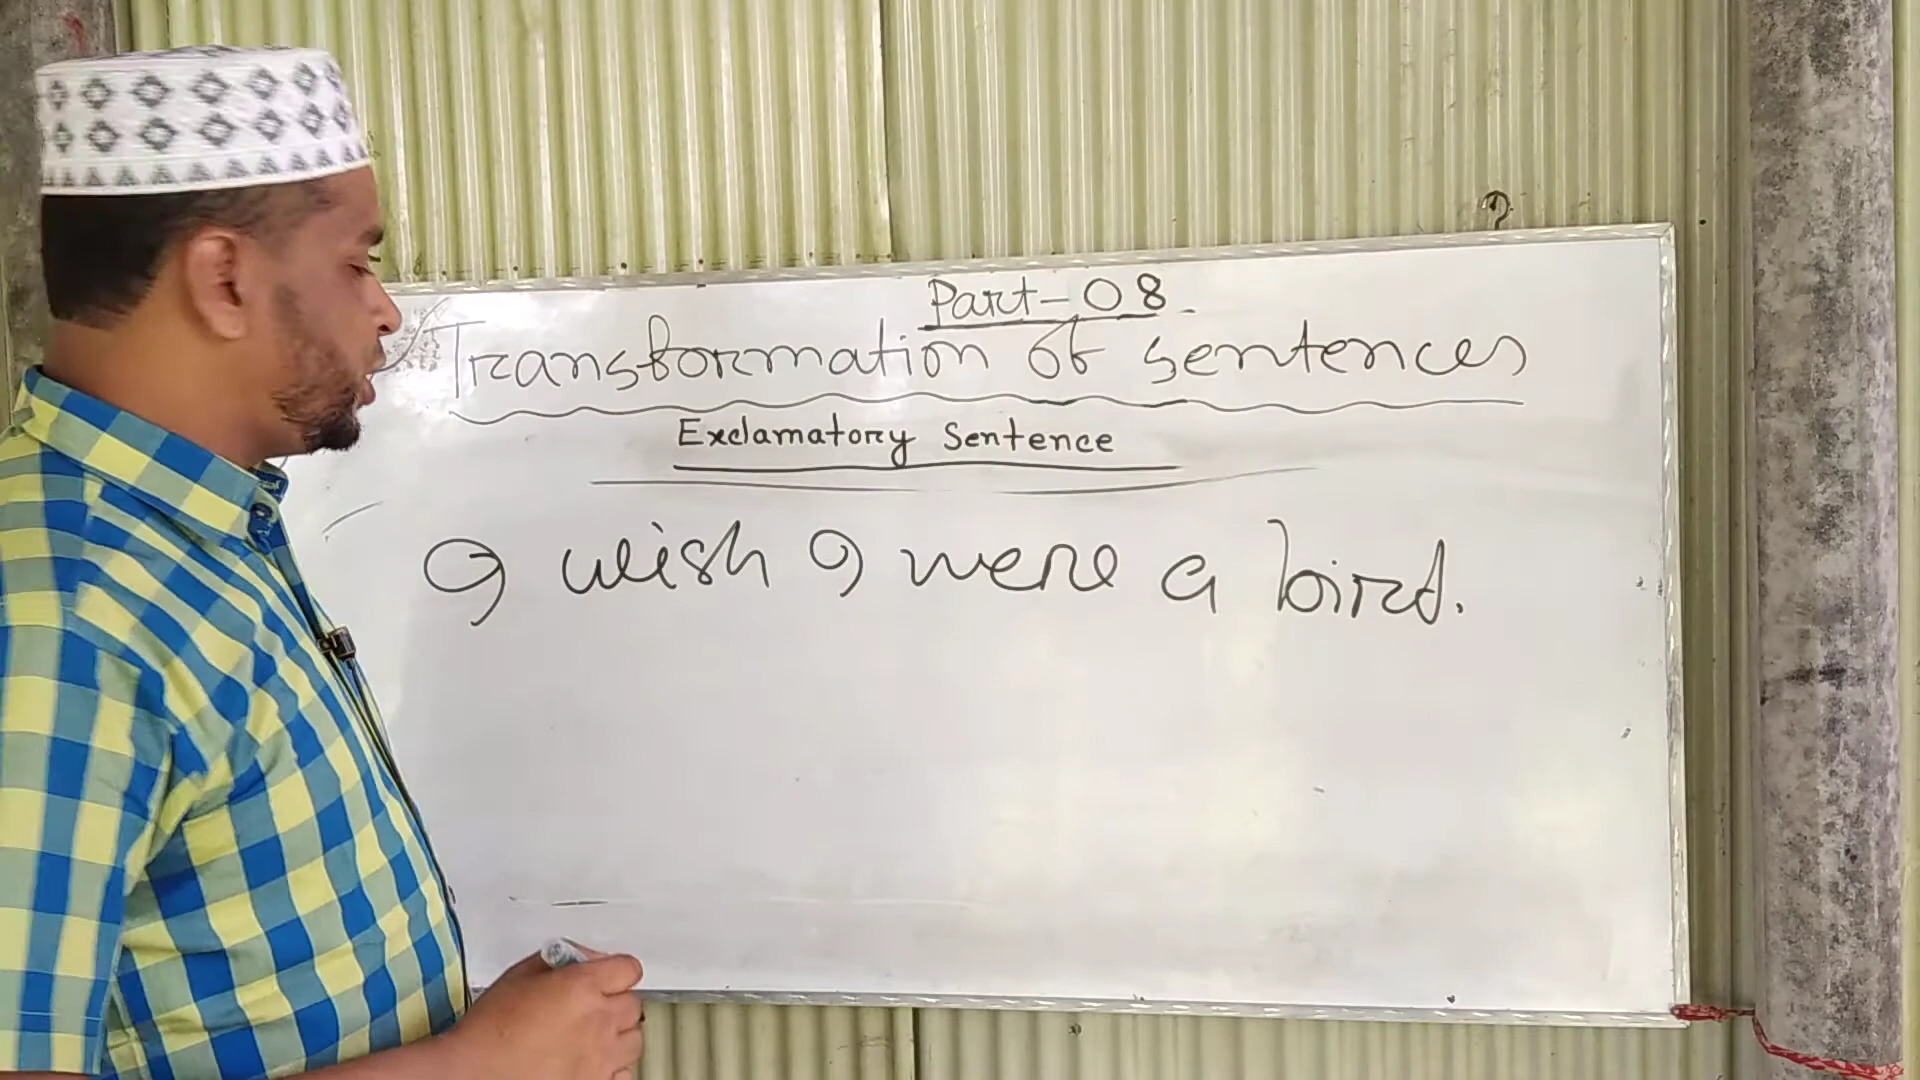 Part-08.
Transformation of sentences
Exclamatory Sentence
I wish I were a bird.